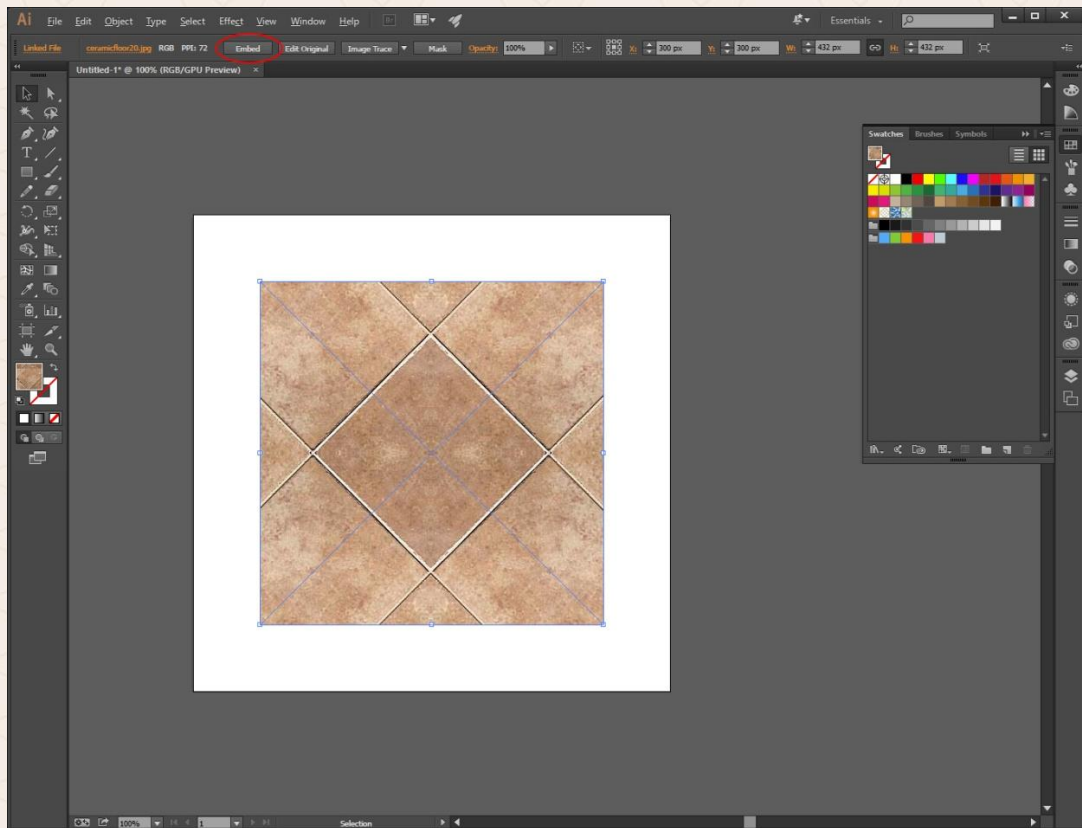 Ai File Edit Object Type Select Effect View Window Help Br Essentials
Linked File ceramicfloor20.jpg RGB PPI: 72 Embed Edit Original Image Trace Mask Opacity: 100% X: 300 px Y: 300 px W: 432 px H: 432 px
Untitled-1* @ 100% (RGB/GPU Preview) ×
Swatches Brushes Symbols
100% 1 Selection